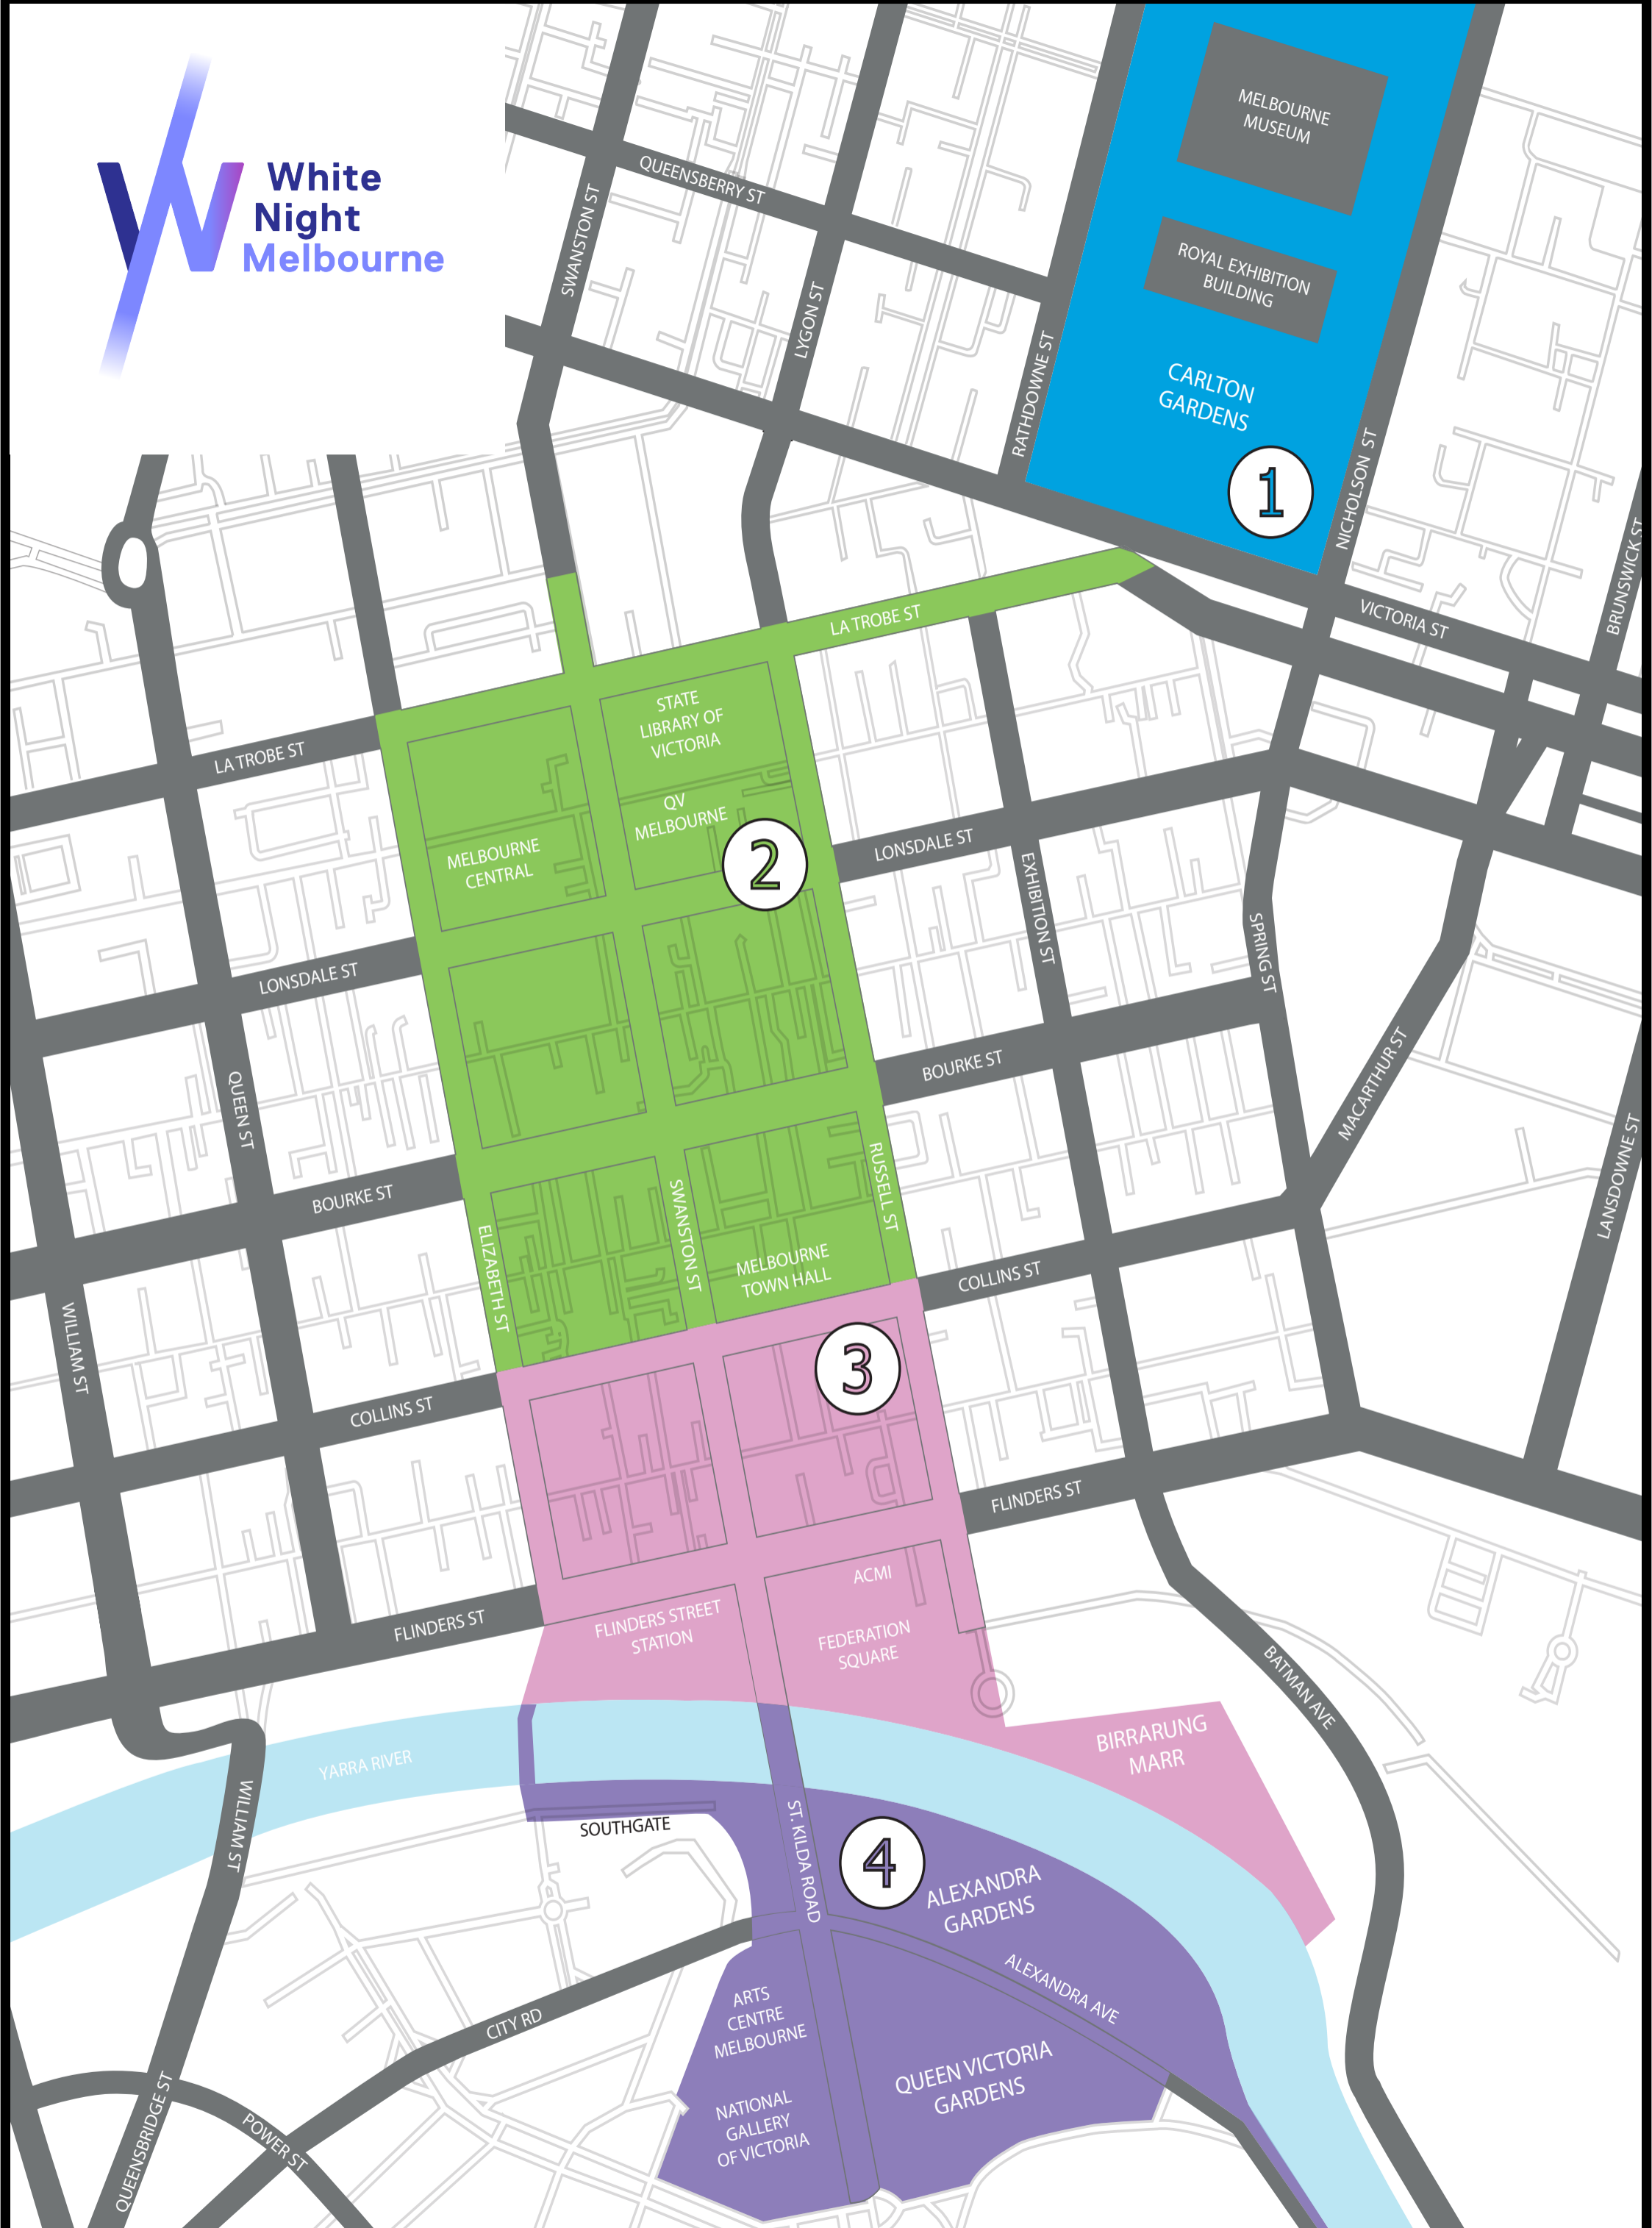 White
Night
Melbourne
MELBOURNE
MUSEUM
QUEENSBERRY ST
SWANSTON ST
ROYAL EXHIBITION
BUILDING
LYGON ST
RATHDOWNE ST
CARLTON
GARDENS
1
NICHOLSON ST
BRUNSWICK ST
VICTORIA ST
LA TROBE ST
STATE
LIBRARY OF
VICTORIA
LA TROBE ST
QV
MELBOURNE
2
MELBOURNE
CENTRAL
LONSDALE ST
EXHIBITION ST
SPRING ST
LONSDALE ST
BOURKE ST
MACARTHUR ST
QUEEN ST
LANSDOWNE ST
BOURKE ST
RUSSELL ST
SWANSTON ST
ELIZABETH ST
MELBOURNE
TOWN HALL
COLLINS ST
WILLIAM ST
3
COLLINS ST
FLINDERS ST
ACMI
FLINDERS ST
FLINDERS STREET
STATION
FEDERATION
SQUARE
BATMAN AVE
BIRRARUNG
MARR
YARRA RIVER
WILLIAM ST
SOUTHGATE
ST. KILDA ROAD
4
ALEXANDRA
GARDENS
ALEXANDRA AVE
ARTS
CENTRE
MELBOURNE
CITY RD
QUEEN VICTORIA
GARDENS
NATIONAL
GALLERY
OF VICTORIA
QUEENSBRIDGE ST
POWER ST